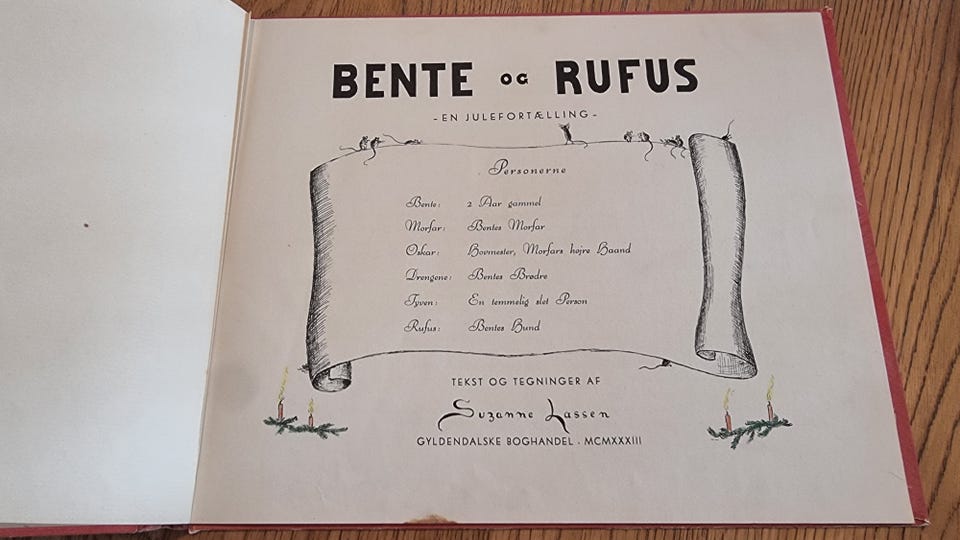 BENTE OG RUFUS
- EN JULEFORTÆLLING -
Personerne
Bente: 2 Aar gammel
Morfar: Bentes Morfar
Oskar: Hovmester, Morfars højre Haand
Drengene: Bentes Brødre
Tyven: En temmelig slet Person
Rufus: Bentes Hund
TEKST OG TEGNINGER AF
Suzanne Lassen
GYLDENDALSKE BOGHANDEL . MCMXXXIII